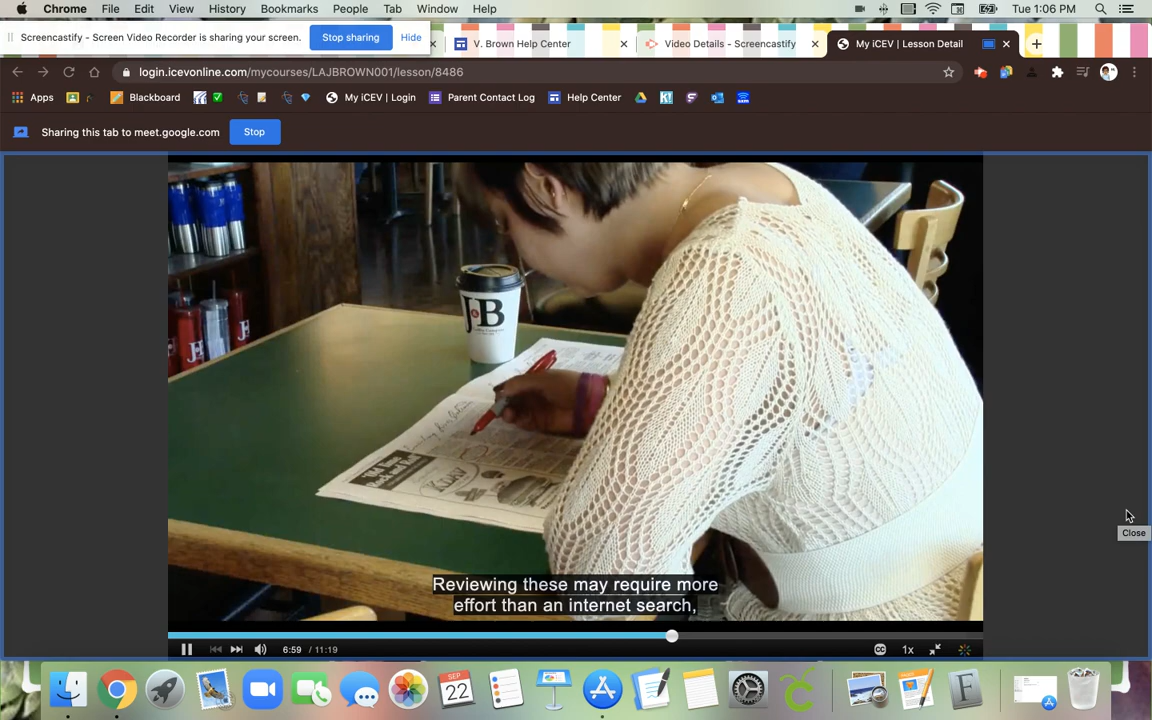 Chrome File Edit View History Bookmarks People Tab Window Help Tue 1:06 PM
Screencastify - Screen Video Recorder is sharing your screen. Stop sharing Hide
V. Brown Help Center Video Details - Screencastify My iCEV | Lesson Detail
login.icevonline.com/mycourses/LAJBROWN001/lesson/8486
Apps Blackboard My iCEV | Login Parent Contact Log Help Center
Sharing this tab to meet.google.com Stop
J&B
Reviewing these may require more
effort than an internet search,
Close
6:59 / 11:19 CC 1x
SEP
22